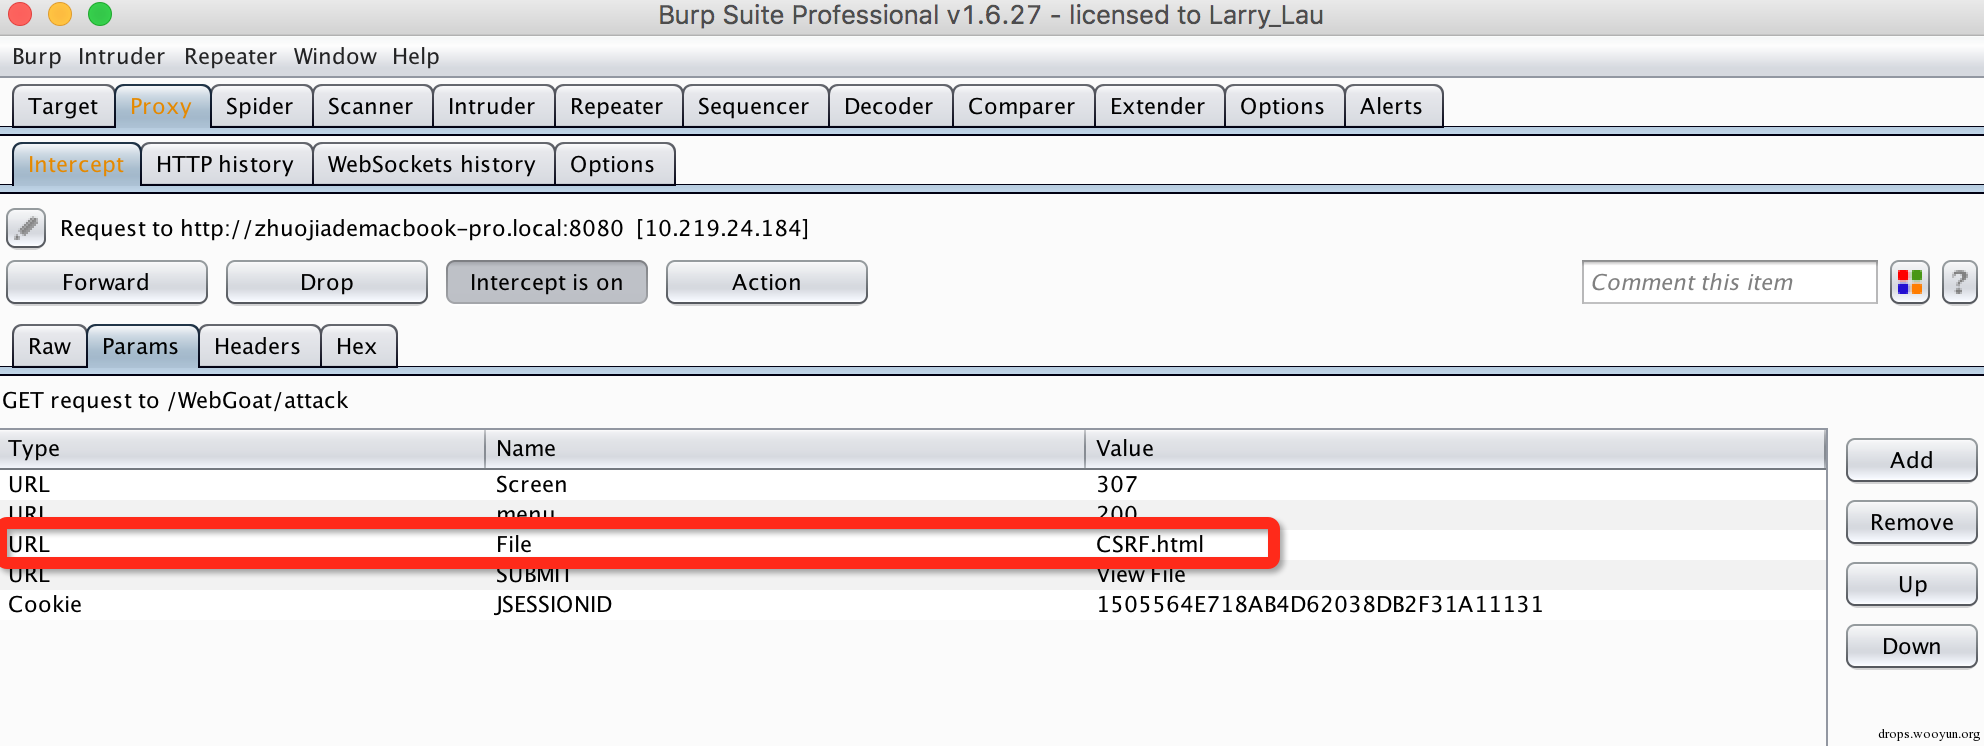 Burp Suite Professional v1.6.27 - licensed to Larry_Lau
Burp Intruder Repeater Window Help
Target Proxy Spider Scanner Intruder Repeater Sequencer Decoder Comparer Extender Options Alerts
Intercept HTTP history WebSockets history Options
Request to http://zhuojiademacbook-pro.local:8080 [10.219.24.184]
Forward Drop Intercept is on Action Comment this item ?
Raw Params Headers Hex
GET request to /WebGoat/attack
Type Name Value
URL Screen 307
URL menu 200
URL File CSRF.html
URL SUBMIT View File
Cookie JSESSIONID 1505564E718AB4D62038DB2F31A11131
Add
Remove
Up
Down
drops.wooyun.org